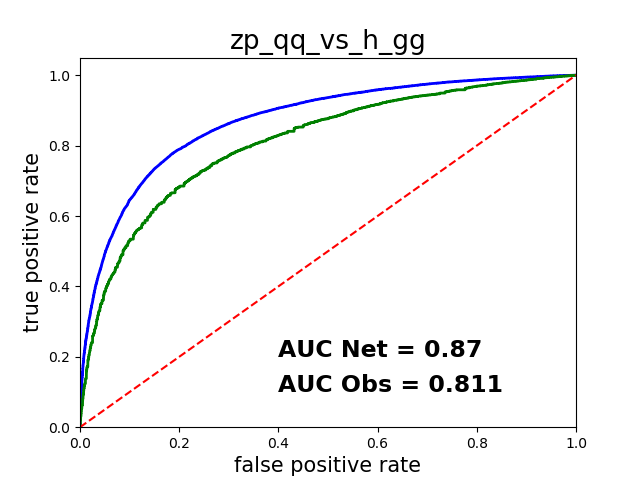 zp_qq_vs_h_gg
1.0
0.8
0.6
0.4
0.2
0.0
true positive rate
AUC Net = 0.87
AUC Obs = 0.811
0.0 0.2 0.4 0.6 0.8 1.0
false positive rate